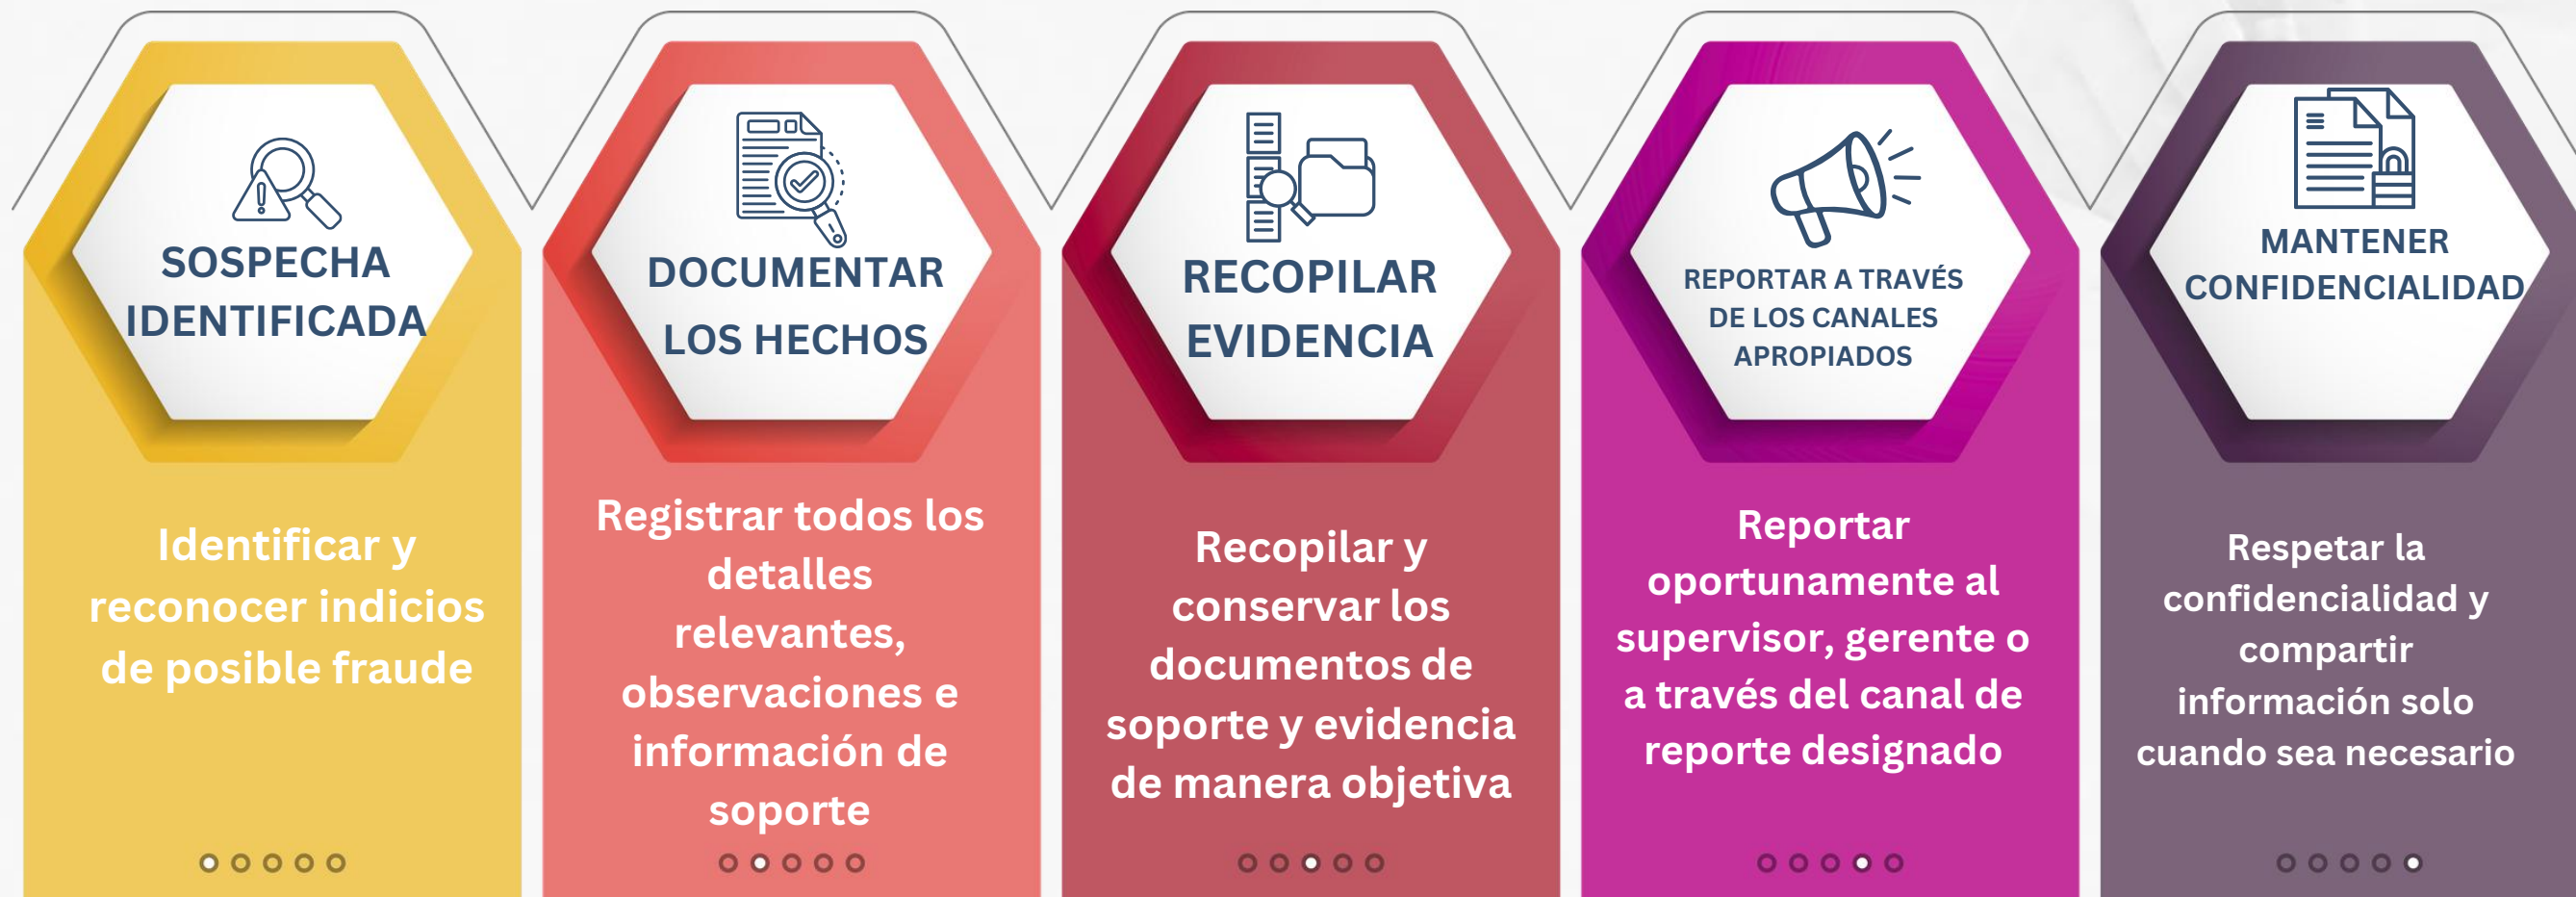 SOSPECHA
IDENTIFICADA
Identificar y
reconocer indicios
de posible fraude
DOCUMENTAR
LOS HECHOS
Registrar todos los
detalles
relevantes,
observaciones e
información de
soporte
RECOPILAR
EVIDENCIA
Recopilar y
conservar los
documentos de
soporte y evidencia
de manera objetiva
REPORTAR A TRAVÉS
DE LOS CANALES
APROPIADOS
Reportar
oportunamente al
supervisor, gerente o
a través del canal de
reporte designado
MANTENER
CONFIDENCIALIDAD
Respetar la
confidencialidad y
compartir
información solo
cuando sea necesario